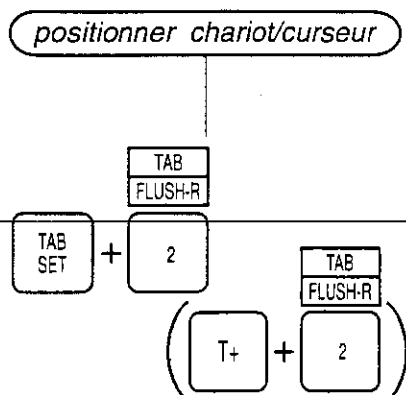 positionner chariot/curseur
TAB
FLUSH-R
TAB
SET
+
2
TAB
FLUSH-R
( T+ + 2 )